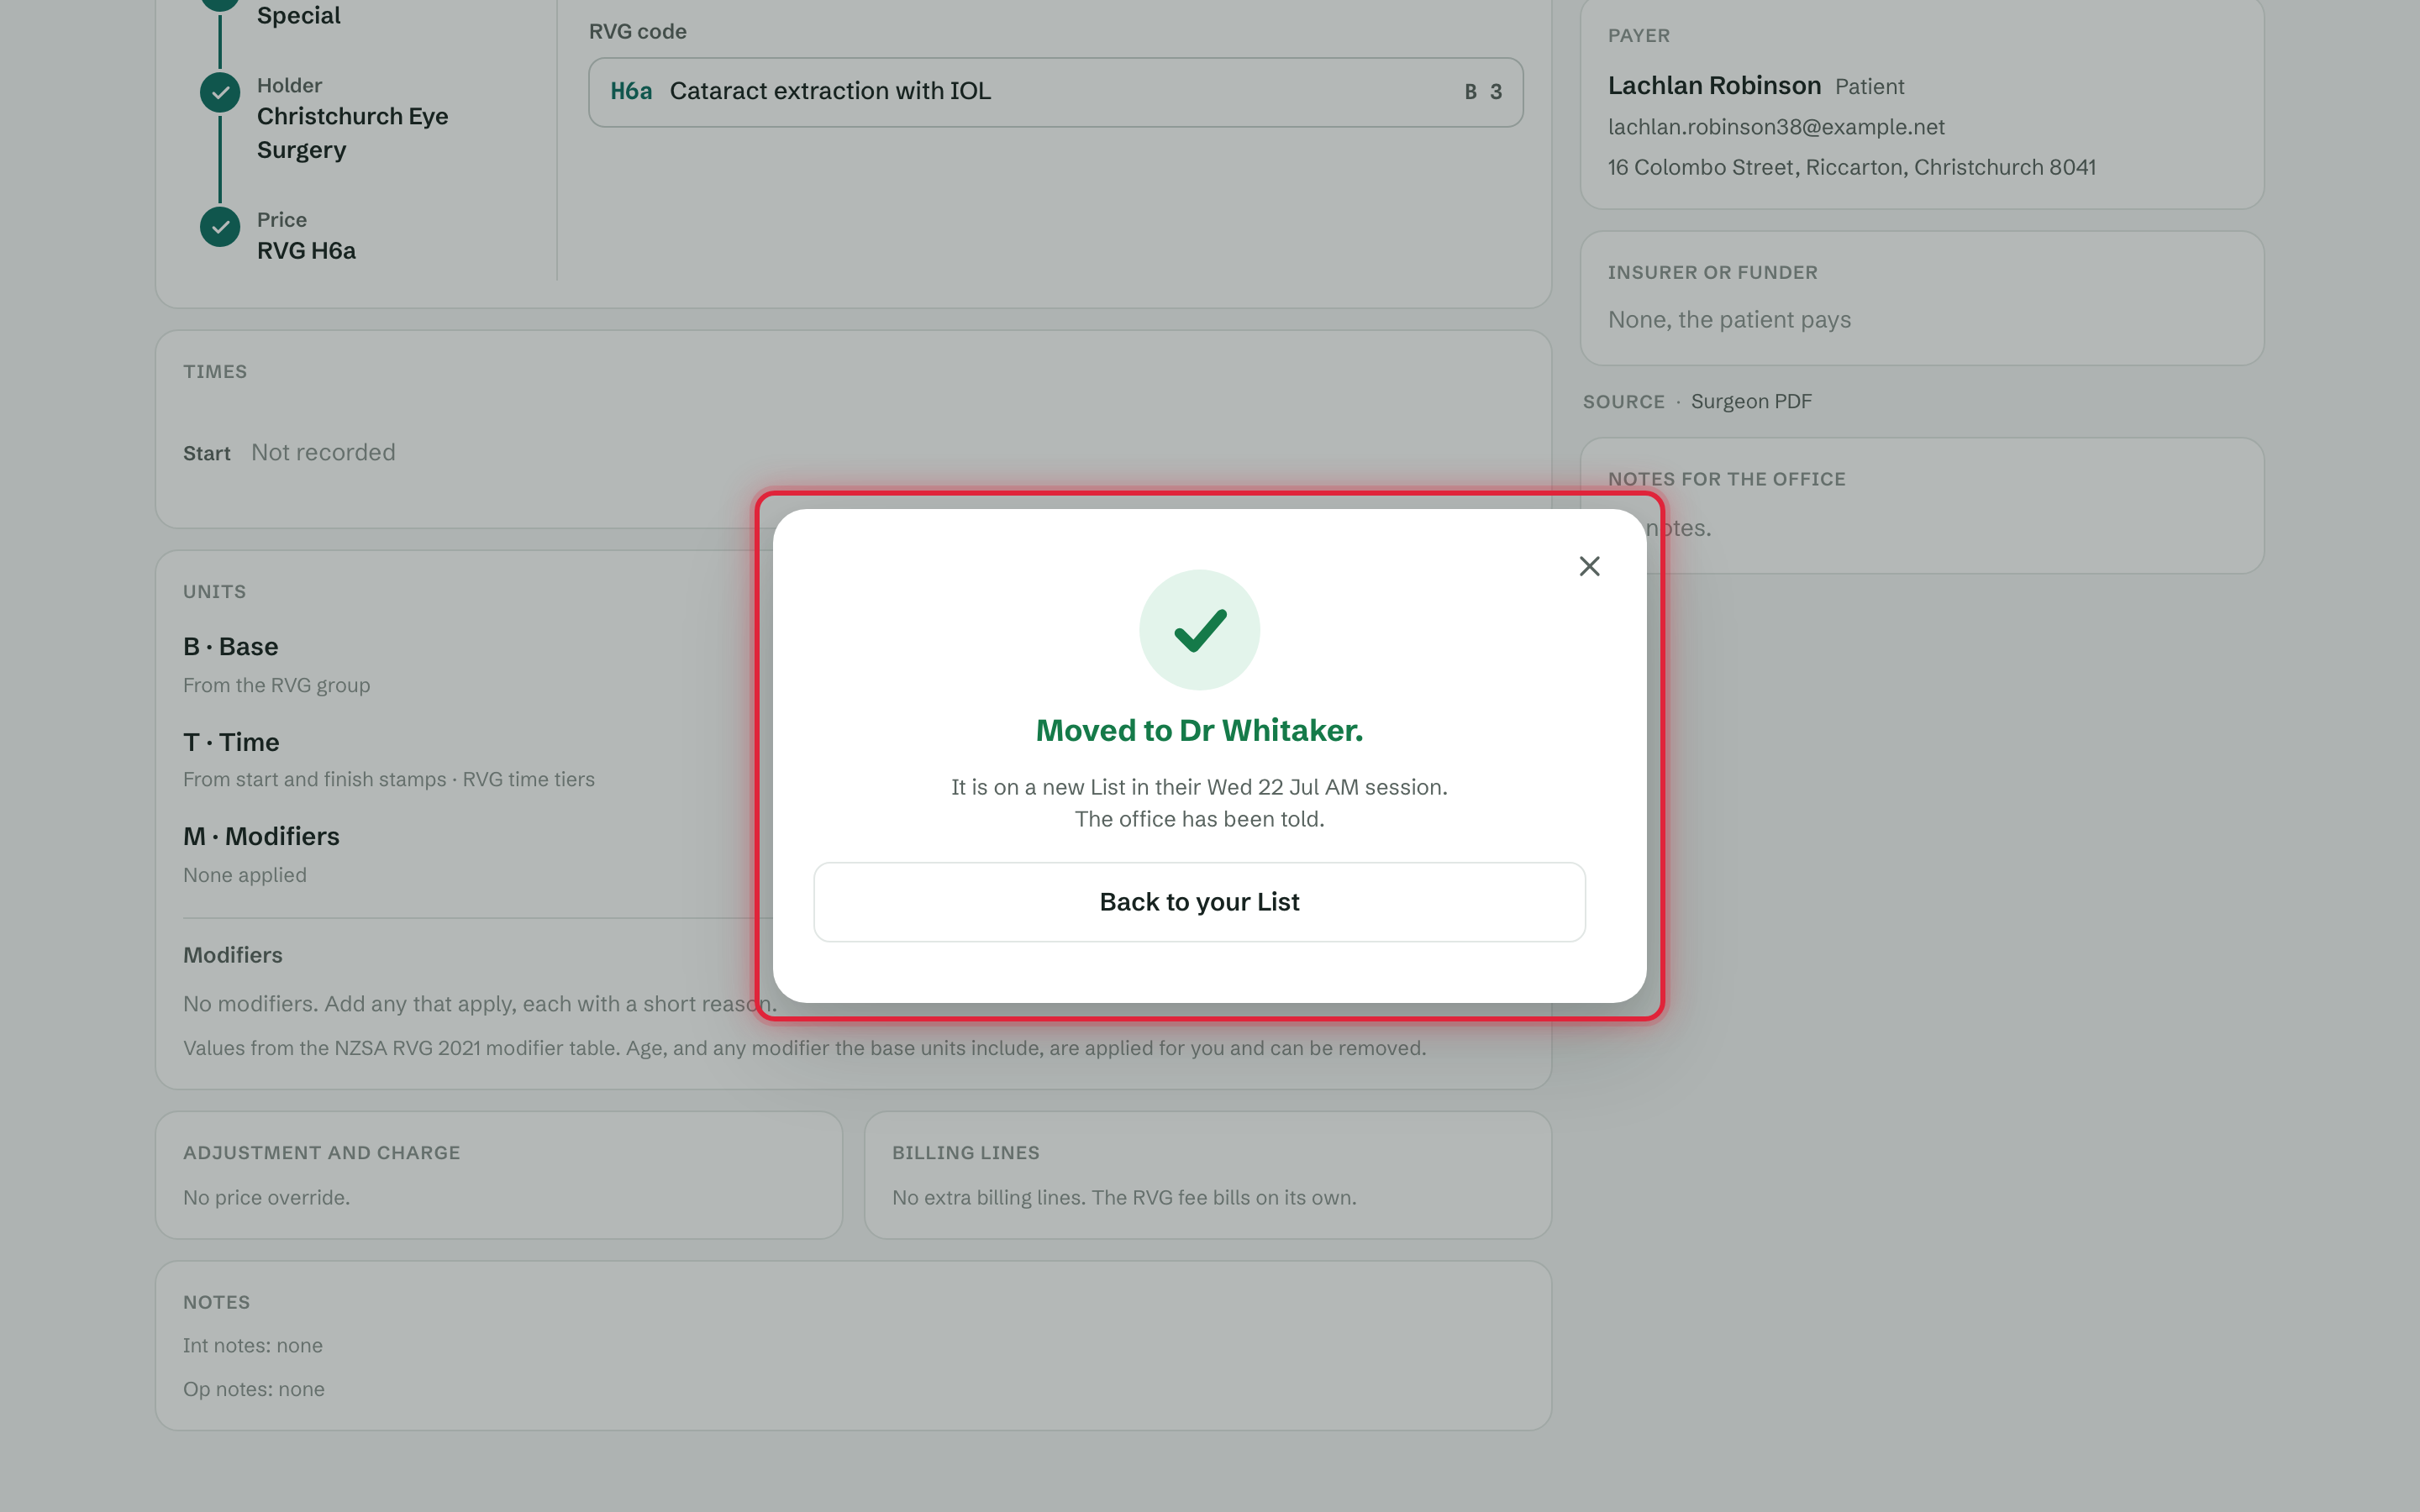 Special
Holder
Christchurch Eye
Surgery
Price
RVG H6a
RVG code
H6a Cataract extraction with IOL B 3
TIMES
Start Not recorded
UNITS
B · Base
From the RVG group
T · Time
From start and finish stamps · RVG time tiers
M · Modifiers
None applied
Modifiers
No modifiers. Add any that apply, each with a short reason.
Values from the NZSA RVG 2021 modifier table. Age, and any modifier the base units include, are applied for you and can be removed.
ADJUSTMENT AND CHARGE
No price override.
BILLING LINES
No extra billing lines. The RVG fee bills on its own.
NOTES
Int notes: none
Op notes: none
PAYER
Lachlan Robinson Patient
lachlan.robinson38@example.net
16 Colombo Street, Riccarton, Christchurch 8041
INSURER OR FUNDER
None, the patient pays
SOURCE · Surgeon PDF
NOTES FOR THE OFFICE
notes.
Moved to Dr Whitaker.
It is on a new List in their Wed 22 Jul AM session.
The office has been told.
Back to your List